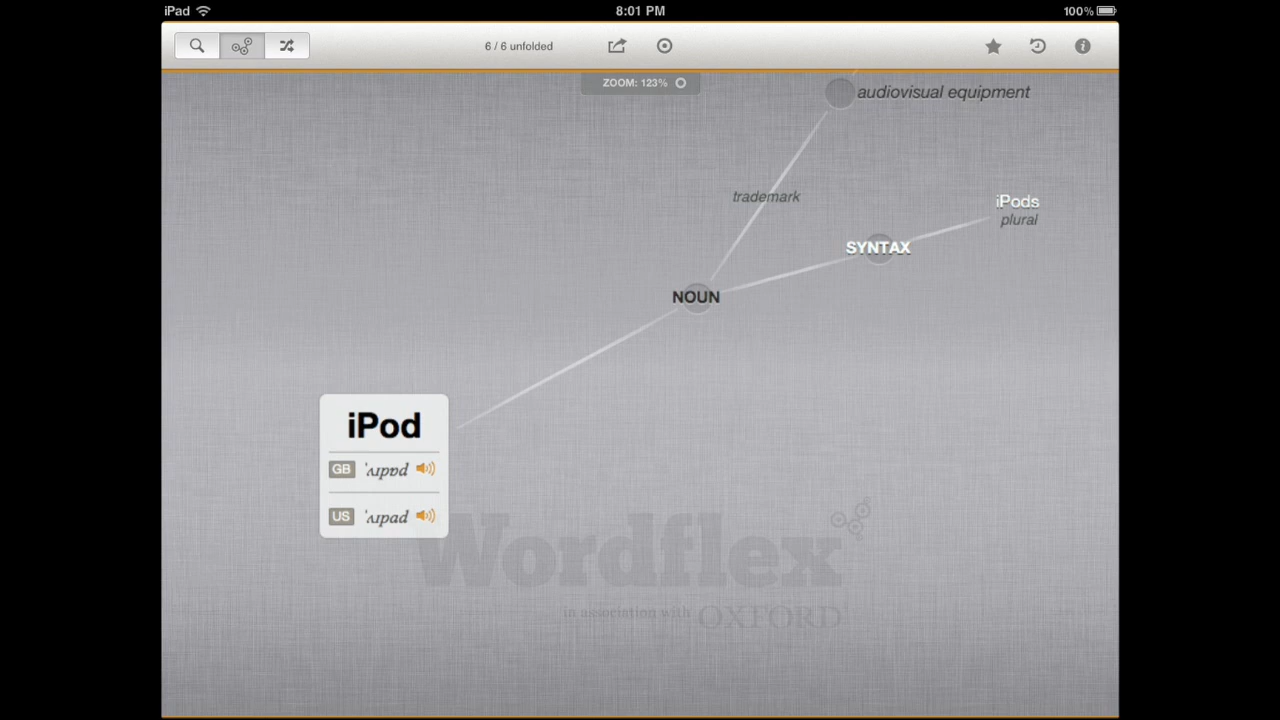 iPad
8:01 PM
100%
6 / 6 unfolded
ZOOM: 123%
audiovisual equipment
trademark
iPods
plural
SYNTAX
NOUN
iPod
GB ˈʌɪpɒd
US ˈʌɪpad
Wordflex
in association with OXFORD